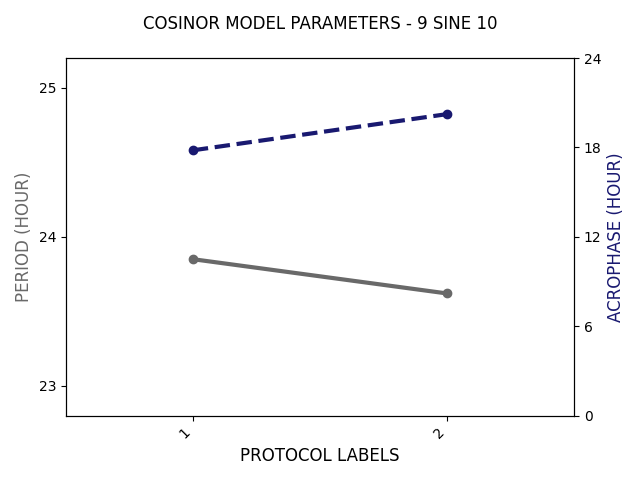 COSINOR MODEL PARAMETERS - 9 SINE 10
25
24
23
PERIOD (HOUR)
24
18
12
6
0
ACROPHASE (HOUR)
1
2
PROTOCOL LABELS